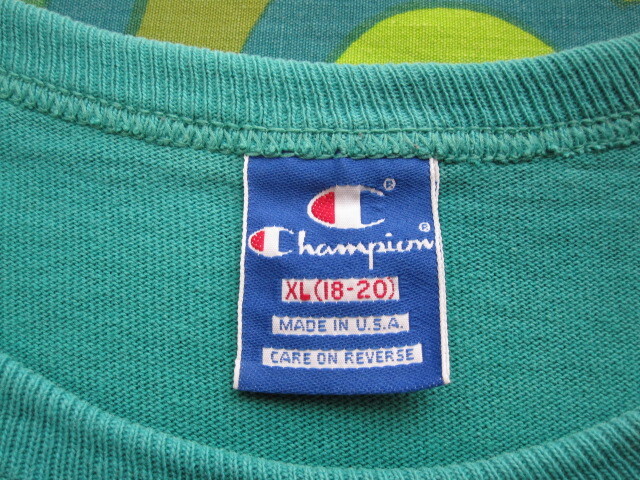 C®
Champion®
XL(18-20)
MADE IN U.S.A.
CARE ON REVERSE